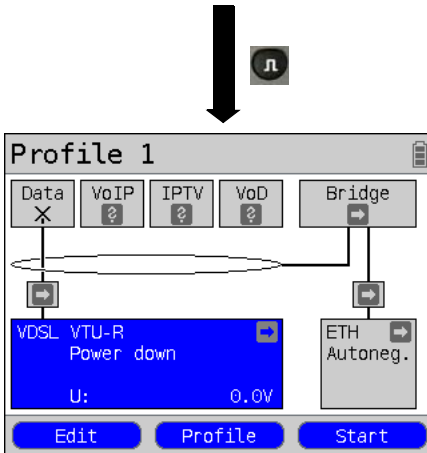 Profile 1
Data VoIP IPTV VoD Bridge
? ? ?
VDSL VTU-R
Power down
U: 0.0V
ETH
Autoneg.
Edit Profile Start